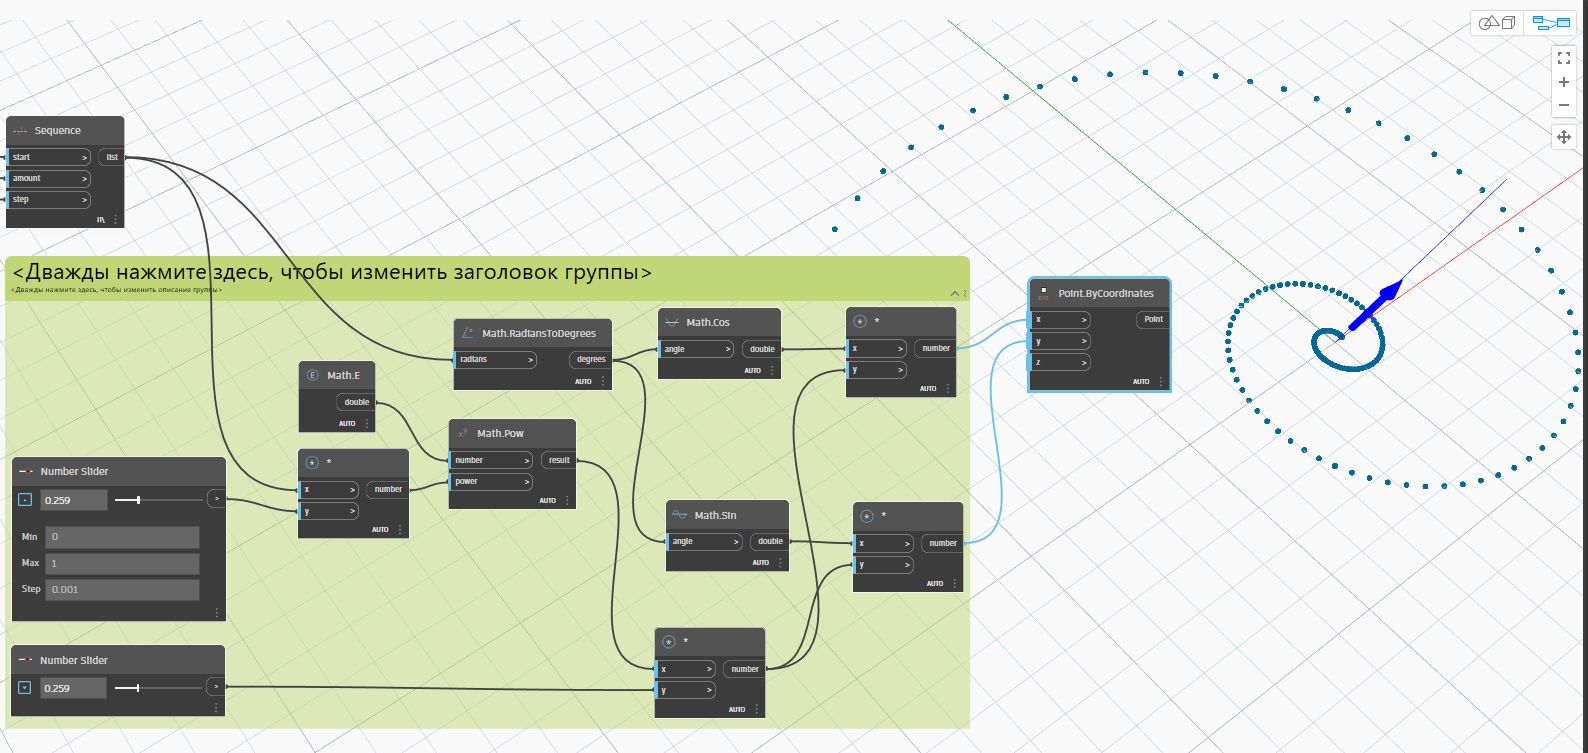 Sequence
start >
list
amount >
step >
<Дважды нажмите здесь, чтобы изменить заголовок группы>
<Дважды нажмите здесь, чтобы изменить описание группы>
Math.RadiansToDegrees
radians >
degrees
AUTO
Math.Cos
angle >
double
AUTO
*
x >
number
y >
AUTO
Point.ByCoordinates
x >
Point
y >
z >
AUTO
Math.E
double
AUTO
Math.Pow
number >
result
power >
AUTO
*
x >
number
y >
AUTO
Number Slider
0.259
>
Min 0
Max 1
Step 0.001
Math.Sin
angle >
double
AUTO
*
x >
number
y >
AUTO
Number Slider
0.259
>
*
x >
number
y >
AUTO